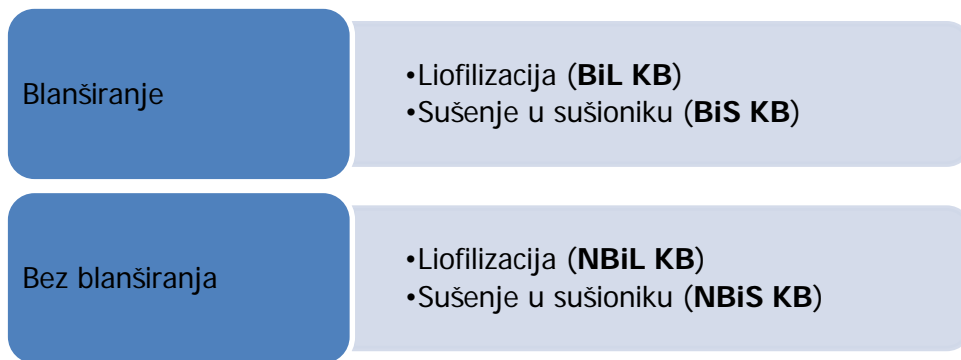 Blanširanje
•Liofilizacija (BiL KB)
•Sušenje u sušioniku (BiS KB)
Bez blanširanja
•Liofilizacija (NBiL KB)
•Sušenje u sušioniku (NBiS KB)